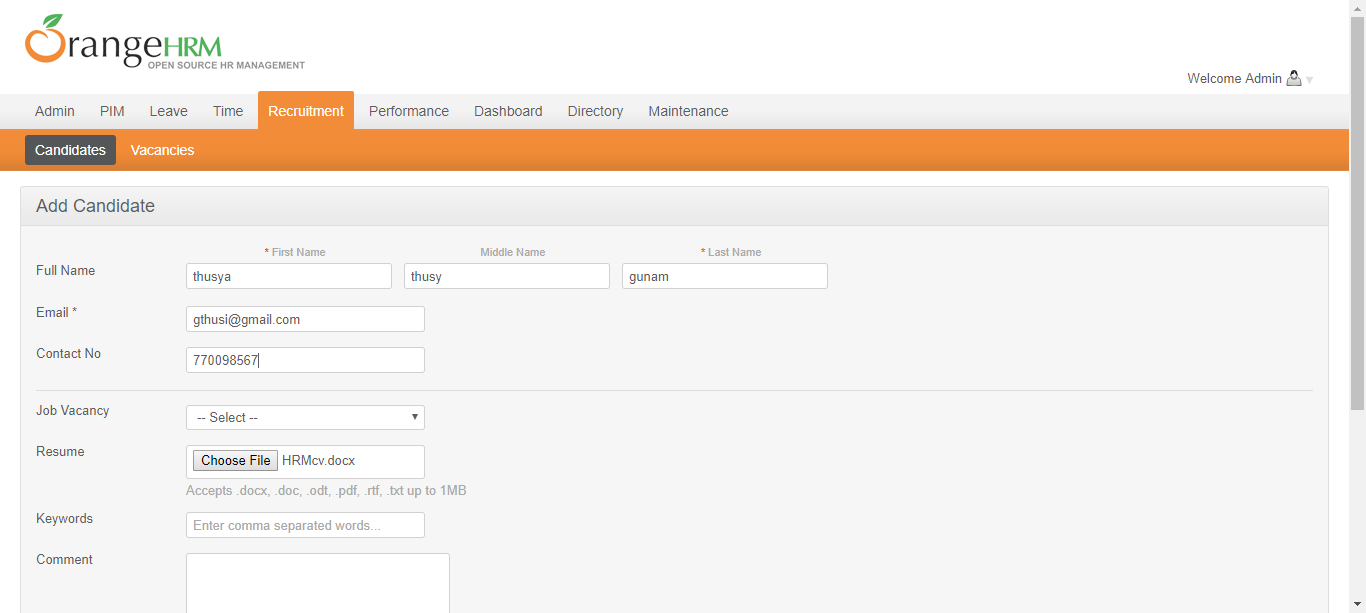 OrangeHRM
OPEN SOURCE HR MANAGEMENT
Welcome Admin
Admin PIM Leave Time Recruitment Performance Dashboard Directory Maintenance
Candidates Vacancies
Add Candidate
* First Name Middle Name * Last Name
Full Name thusya thusy gunam
Email * gthusi@gmail.com
Contact No 770098567
Job Vacancy -- Select --
Resume Choose File HRMcv.docx
Accepts .docx, .doc, .odt, .pdf, .rtf, .txt up to 1MB
Keywords Enter comma separated words...
Comment